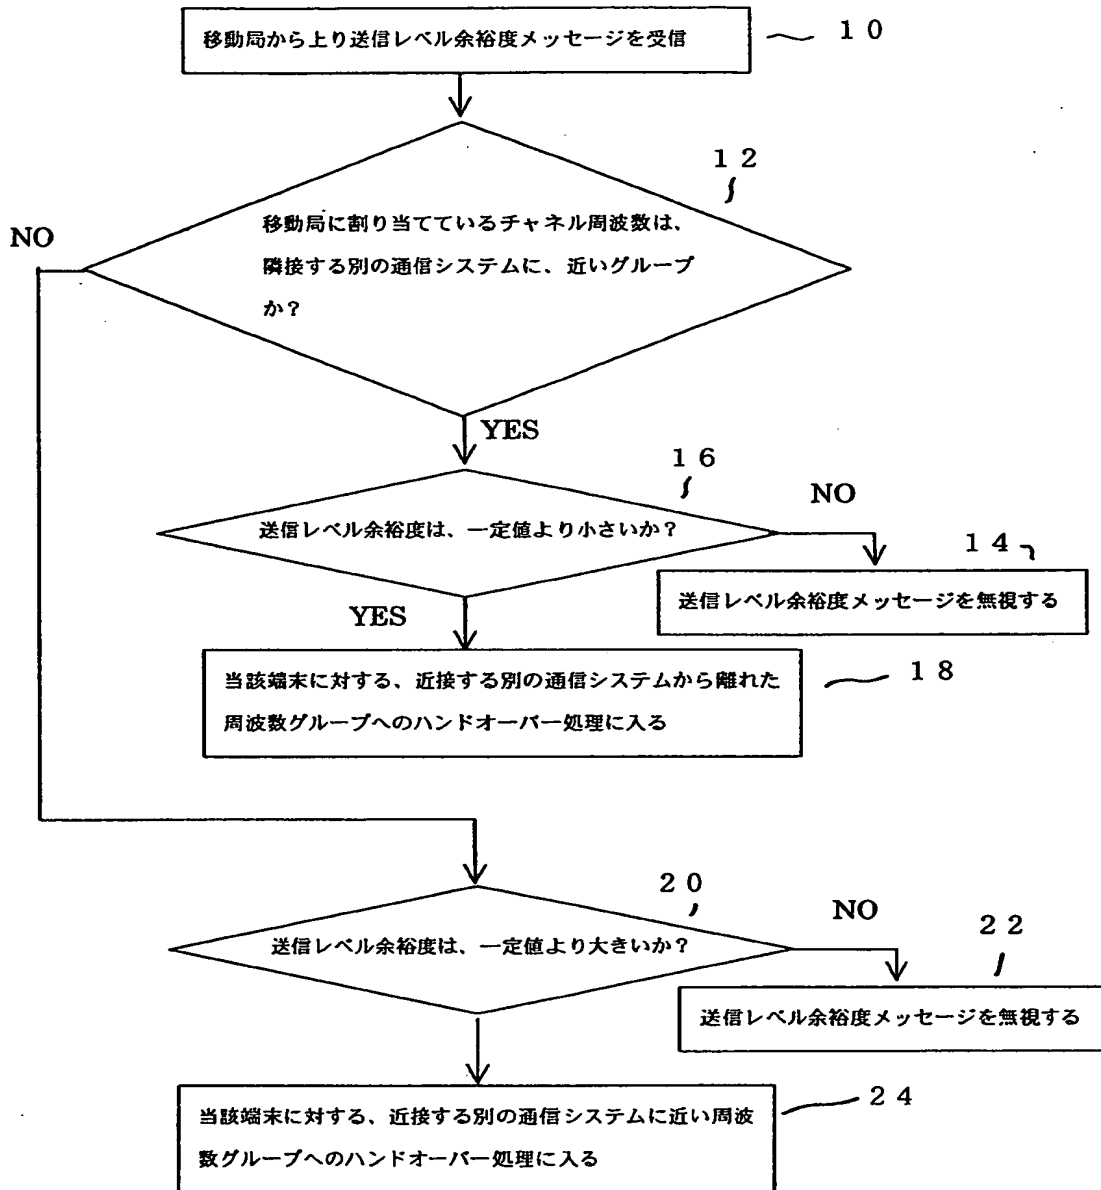 移動局から上り送信レベル余裕度メッセージを受信
１０
１２
移動局に割り当てているチャネル周波数は、
隣接する別の通信システムに、近いグループ
か？
NO
YES
１６
送信レベル余裕度は、一定値より小さいか？
NO
１４
送信レベル余裕度メッセージを無視する
YES
当該端末に対する、近接する別の通信システムから離れた
周波数グループへのハンドオーバー処理に入る
１８
２０
送信レベル余裕度は、一定値より大きいか？
NO
２２
送信レベル余裕度メッセージを無視する
当該端末に対する、近接する別の通信システムに近い周波
数グループへのハンドオーバー処理に入る
２４